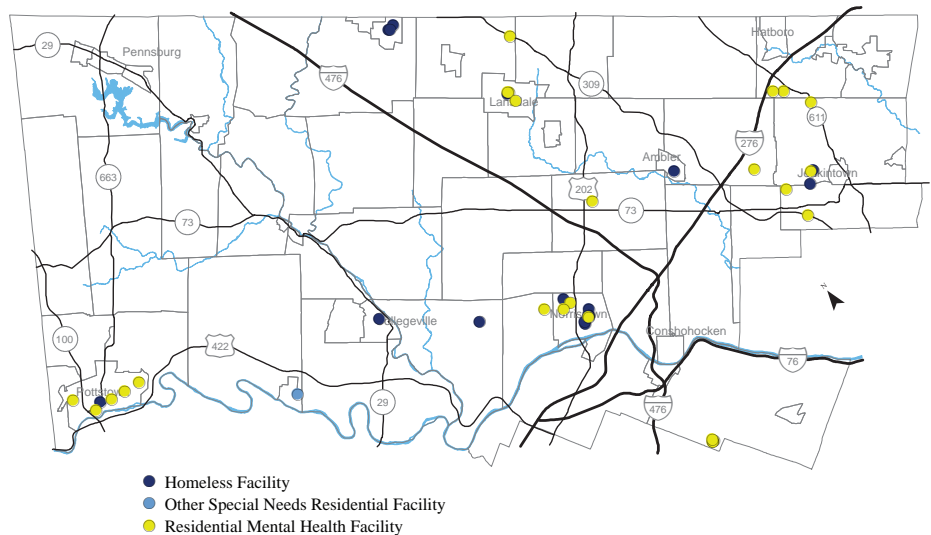 Hatboro
29
Pennsburg
476
309
Lansdale
611
276
Ambler
Jenkintown
663
202
73
73
Norristown
Collegeville
Conshohocken
100
422
76
Pottstown
29
476
Homeless Facility
Other Special Needs Residential Facility
Residential Mental Health Facility